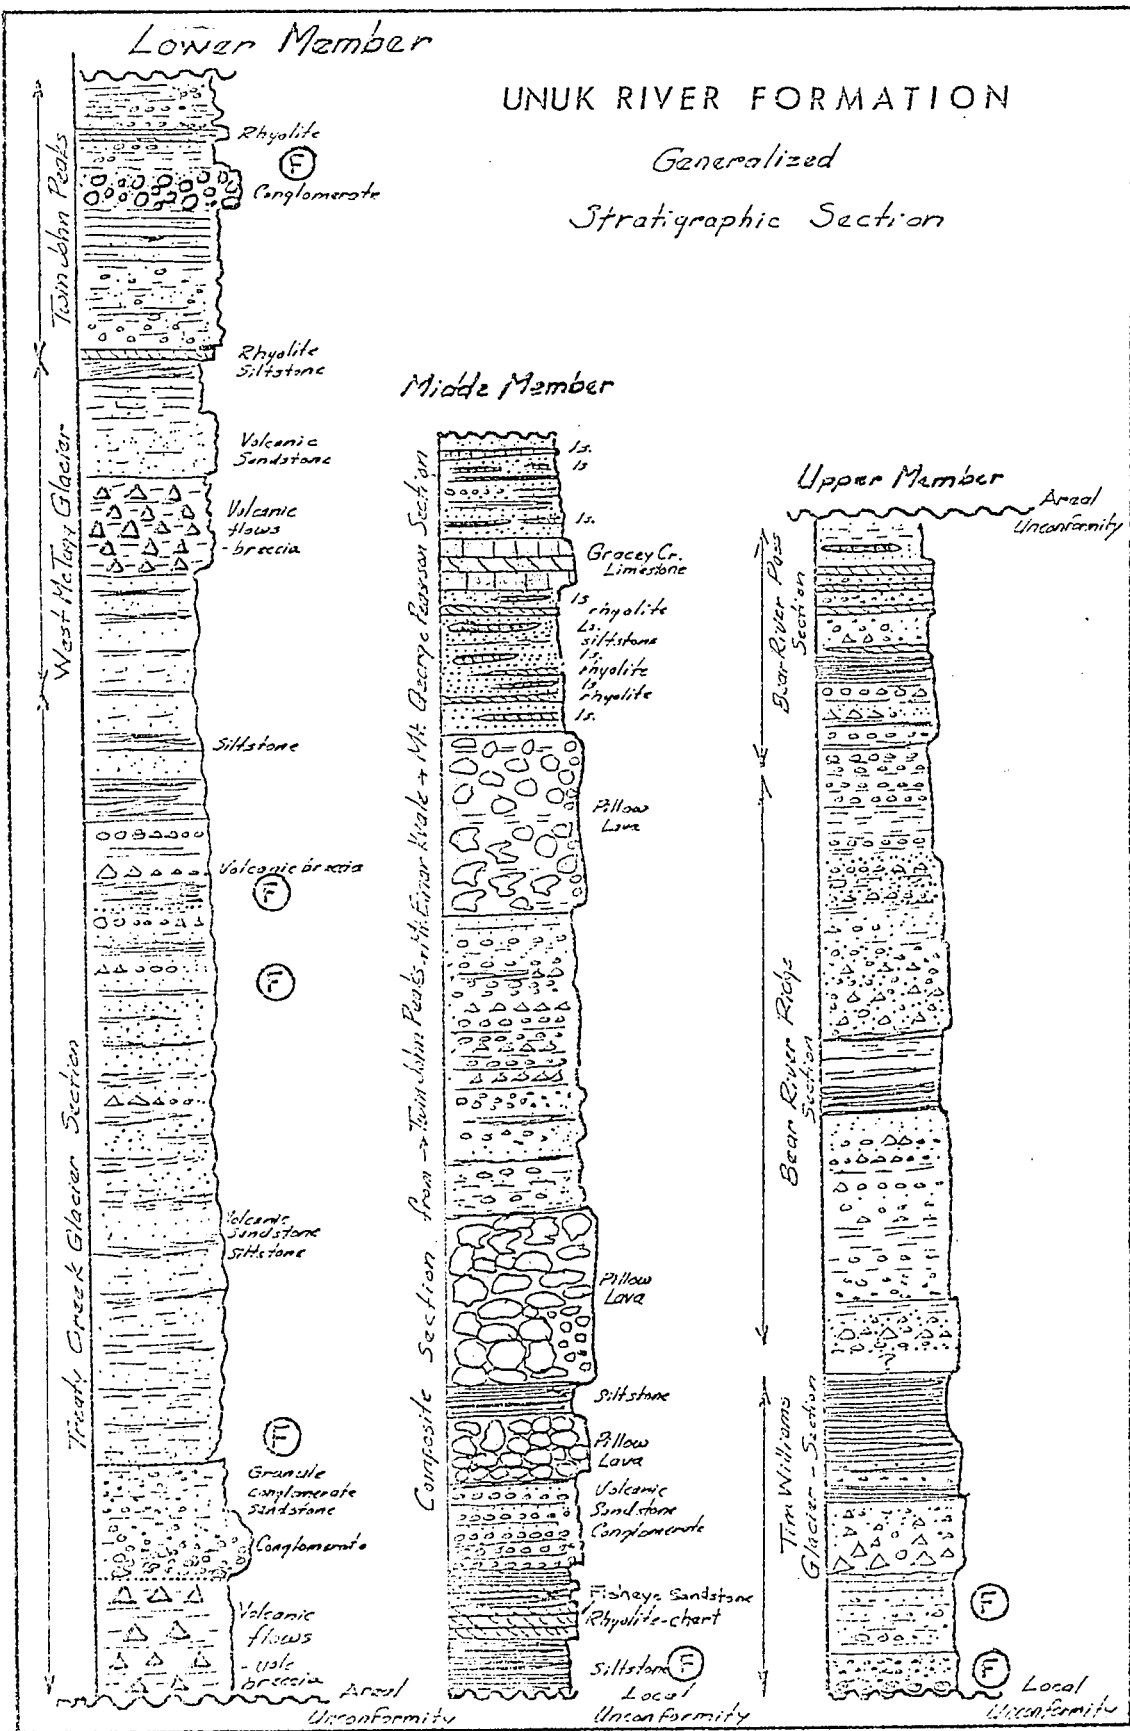 Lower Member
UNUK RIVER FORMATION
Generalized
Stratigraphic Section
Twin John Peaks
West McTagg Glacier
Treaty Creek Glacier Section
Rhyolite
F
Conglomerate
Rhyolite
Siltstone
Volcanic
Sandstone
Volcanic
flows
-breccia
Siltstone
Volcanic breccia
F
F
Volcanic
Sandstone
Siltstone
F
Granule
conglomerate
Sandstone
Conglomerate
Volcanic
flows
breccia
Areal
Unconformity
Midde Member
Composite Section from → Twin John Peaks → Mt. Einar Kvale → Mt. George Pearson Section
ls.
ls
ls.
Gracey Cr.
Limestone
ls
rhyolite
Ls.
siltstone
ls.
rhyolite
ls
rhyolite
ls.
Pillow
Lava
Pillow
Lava
Siltstone
Pillow
Lava
Volcanic
Sandstone
Conglomerate
Fisheye Sandstone
Rhyolite-chart
Siltstone F
Local
Unconformity
Upper Member
Areal
Unconformity
Bear River Pass
Section
Bear River Ridge
Section
?
Tim Williams
Glacier - Section
F
F
Local
Unconformity